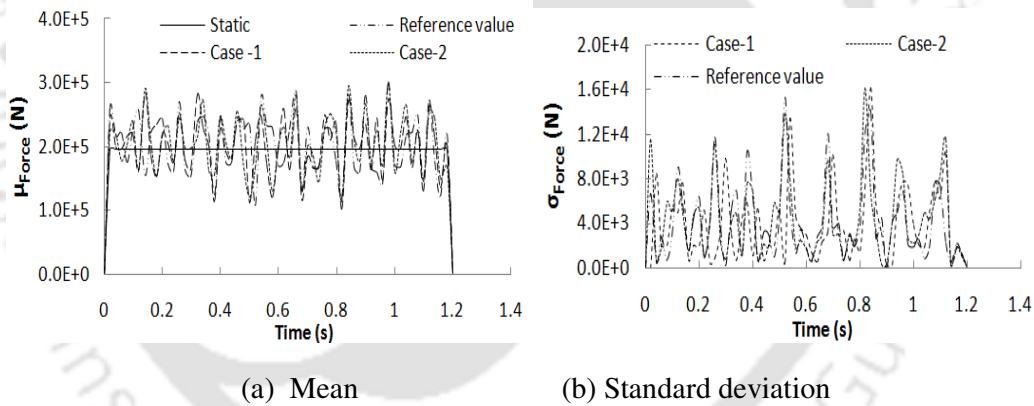 4.0E+5
3.0E+5
2.0E+5
1.0E+5
0.0E+0
μForce (N)
Static
Reference value
Case -1
Case-2
0 0.2 0.4 0.6 0.8 1 1.2 1.4
Time (s)
(a) Mean
2.0E+4
1.6E+4
1.2E+4
8.0E+3
4.0E+3
0.0E+0
σForce (N)
Case-1
Case-2
Reference value
0 0.2 0.4 0.6 0.8 1 1.2 1.4
Time (s)
(b) Standard deviation